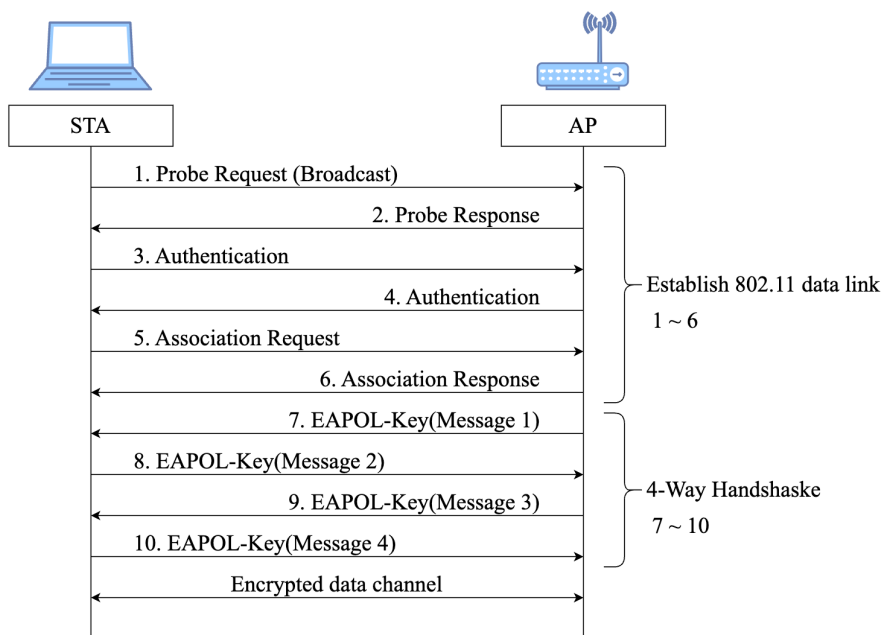 STA
AP
1. Probe Request (Broadcast)
2. Probe Response
3. Authentication
4. Authentication
5. Association Request
6. Association Response
Establish 802.11 data link
1 ~ 6
7. EAPOL-Key(Message 1)
8. EAPOL-Key(Message 2)
9. EAPOL-Key(Message 3)
10. EAPOL-Key(Message 4)
4-Way Handshaske
7 ~ 10
Encrypted data channel